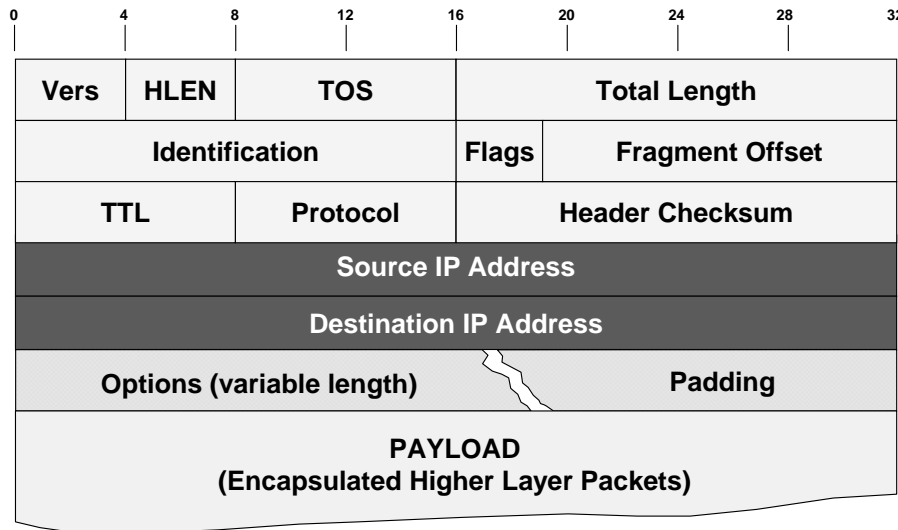 0 4 8 12 16 20 24 28 32
Vers HLEN TOS Total Length
Identification Flags Fragment Offset
TTL Protocol Header Checksum
Source IP Address
Destination IP Address
Options (variable length) Padding
PAYLOAD
(Encapsulated Higher Layer Packets)